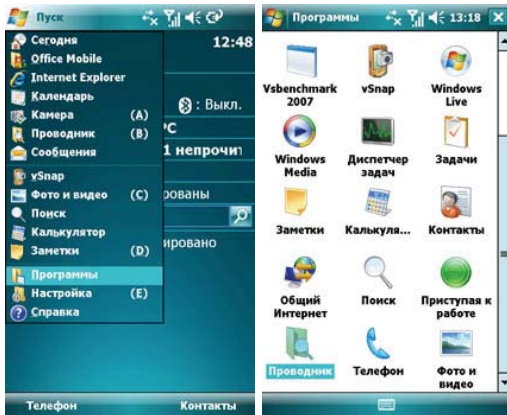 Пуск
Сегодня
12:48
Office Mobile
Internet Explorer
Календарь
: Выкл.
Камера (A)
Проводник (B)
РС
Сообщения
1 непрочит
vSnap
Фото и видео (C)
рованы
Поиск
Калькулятор
Заметки (D)
ировано
Программы
Настройка (E)
Справка
Телефон
Контакты
Программы
13:18
Vsbenchmark 2007
vSnap
Windows Live
Windows Media
Диспетчер задач
Задачи
Заметки
Калькуля...
Контакты
Общий Интернет
Поиск
Приступая к работе
Проводник
Телефон
Фото и видео